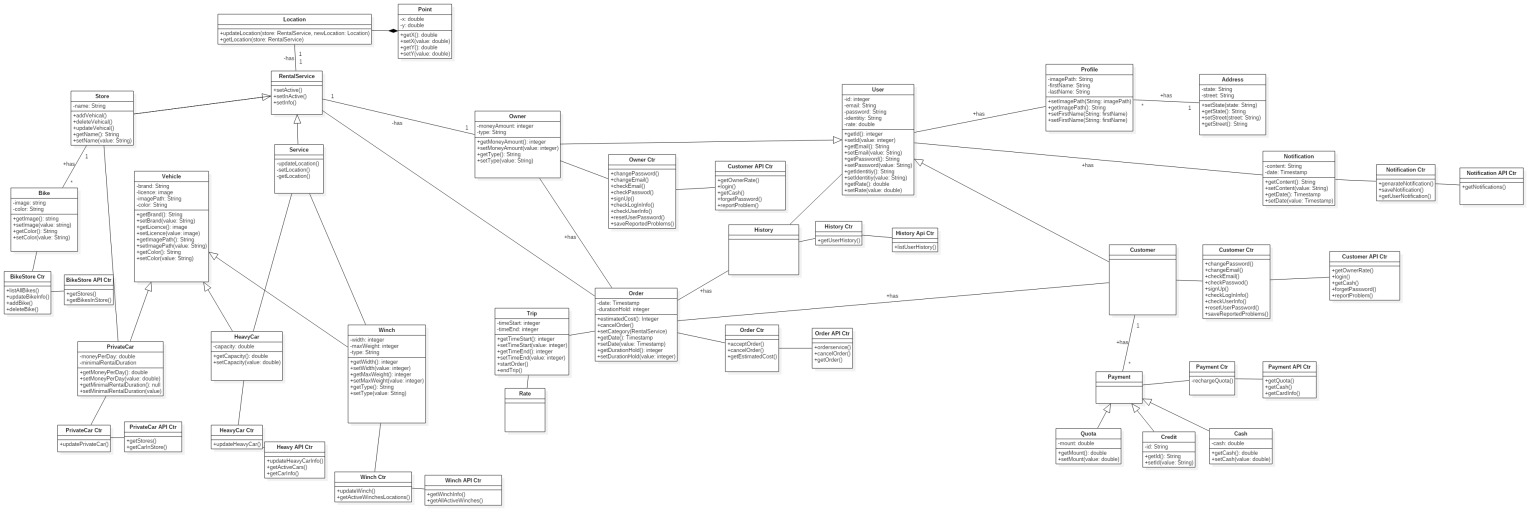 Location
+updateLocation(store: RentalService, newLocation: Location)
+getLocation(store: RentalService)
Point
-x: double
-y: double
+getX(): double
+setX(value: double)
+getY(): double
+setY(value: double)
-has
1
1
RentalService
+setActive()
+setInActive()
+setInfo()
1
-has
1
Store
-name: String
+addVehical()
+deleteVehical()
+updateVehical()
+getName(): String
+setName(value: String)
+has
1
*
Service
-updateLocation()
-setLocation()
-getLocation()
Owner
-moneyAmount: integer
-type: String
+getMoneyAmount(): integer
+setMoneyAmount(value: integer)
+getType(): String
+setType(value: String)
Owner Ctr
+changePassword()
+changeEmail()
+checkEmail()
+checkPasswod()
+signUp()
+checkLogInInfo()
+checkUserInfo()
+resetUserPassword()
+saveReportedProblems()
Customer API Ctr
+getOwnerRate()
+login()
+getCash()
+forgetPassword()
+reportProblem()
User
-id: integer
-email: String
-password: String
-identity: String
-rate: double
+getId(): integer
+setId(value: integer)
+getEmail(): String
+setEmail(value: String)
+getPassword(): String
+setPassword(value: String)
+getIdentitiy(): String
+setIdentity(value: String)
+getRate(): double
+setRate(value: double)
+has
Profile
-imagePath: String
-firstName: String
-lastName: String
+setImagePath(String: imagePath)
+getImagePath(): String
+setFirstName(String: firstName)
+setFirstName(String: firstName)
+has
*
1
Address
-state: String
-street: String
+setState(state: String)
+getState(): String
+setStreet(street: String)
+getStreet(): String
+has
Notification
-content: String
-date: Timestamp
+getContent(): String
+setContent(value: String)
+getDate(): Timestamp
+setDate(value: Timestamp)
Notification Ctr
+genarateNotification()
+saveNotification()
+getUserNotification()
Notification API Ctr
+getNotifications()
Bike
-image: string
-color: String
+getImage(): string
+setImage(value: string)
+getColor(): String
+setColor(value: String)
Vehicle
-brand: String
-licence: image
-imagePath: String
-color: String
+getBrand(): String
+setBrand(value: String)
+getLicence(): image
+setLicence(value: image)
+getImagePath(): String
+setImagePath(value: String)
+getColor(): String
+setColor(value: String)
BikeStore Ctr
+listAllBikes()
+updateBikeInfo()
+addBike()
+deleteBike()
BikeStore API Ctr
+getStores()
+getBikesInStore()
+has
History
History Ctr
+getUserHistory()
History Api Ctr
+listUserHistory()
+has
+has
Customer
Customer Ctr
+changePassword()
+changeEmail()
+checkEmail()
+checkPasswod()
+signUp()
+checkLogInInfo()
+checkUserInfo()
+resetUserPassword()
+saveReportedProblems()
Customer API Ctr
+getOwnerRate()
+login()
+getCash()
+forgetPassword()
+reportProblem()
Order
-date: Timestamp
-durationHold: integer
+estimatedCost(): Integer
+cancelOrder()
+setCategory(RentalService)
+getDate(): Timestamp
+setDate(value: Timestamp)
+getDurationHold(): integer
+setDurationHold(value: integer)
Trip
-timeStart: integer
-timeEnd: integer
+getTimeStart(): integer
+setTimeStart(value: integer)
+getTimeEnd(): integer
+setTimeEnd(value: integer)
+startOrder()
+endTrip()
Order Ctr
+acceptOrder()
+cancelOrder()
+getEstimatedCost()
Order API Ctr
+orderservice()
+cancelOrder()
+getOrder()
Rate
PrivateCar
-moneyPerDay: double
-minimalRentalDuration
+getMoneyPerDay(): double
+setMoneyPerDay(value: double)
+getMinimalRentalDuration(): null
+setMinimalRentalDuration(value)
HeavyCar
-capacity: double
+getCapacity(): double
+setCapacity(value: double)
Winch
-width: integer
-maxWeight: integer
-type: String
+getWidth(): integer
+setWidth(value: integer)
+getMaxWeight(): integer
+setMaxWeight(value: integer)
+getType(): String
+setType(value: String)
PrivateCar Ctr
+updatePrivateCar()
PrivateCar API Ctr
+getStores()
+getCarInStore()
HeavyCar Ctr
+updateHeavyCar()
Heavy API Ctr
+updateHeavyCarInfo()
+getActiveCars()
+getCarInfo()
Winch Ctr
+updateWinch()
+getActiveWinchesLocations()
Winch API Ctr
+getWinchInfo()
+getAllActiveWinches()
1
+has
*
Payment
Payment Ctr
-rechargeQuota()
Payment API Ctr
+getQuota()
+getCash()
+getCardInfo()
Quota
-mount: double
+getMount(): double
+setMount(value: double)
Credit
-id: String
+getId(): String
+setId(value: String)
Cash
-cash: double
+getCash(): double
+setCash(value: double)